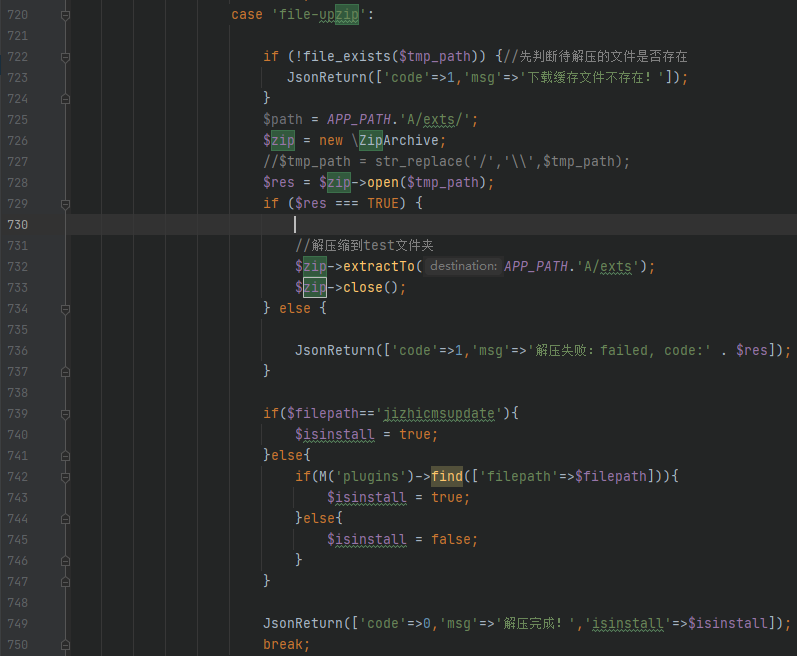 720 case 'file-upzip':
721
722 if (!file_exists($tmp_path)) {//先判断待解压的文件是否存在
723 JsonReturn(['code'=>1,'msg'=>'下载缓存文件不存在！']);
724 }
725 $path = APP_PATH.'A/exts/';
726 $zip = new \ZipArchive;
727 //$tmp_path = str_replace('/','\\',$tmp_path);
728 $res = $zip->open($tmp_path);
729 if ($res === TRUE) {
730
731 //解压缩到test文件夹
732 $zip->extractTo( destination: APP_PATH.'A/exts');
733 $zip->close();
734 } else {
735
736 JsonReturn(['code'=>1,'msg'=>'解压失败：failed, code:' . $res]);
737 }
738
739 if($filepath=='jizhicmsupdate'){
740 $isinstall = true;
741 }else{
742 if(M('plugins')->find(['filepath'=>$filepath])){
743 $isinstall = true;
744 }else{
745 $isinstall = false;
746 }
747 }
748
749 JsonReturn(['code'=>0,'msg'=>'解压完成！','isinstall'=>$isinstall]);
750 break;